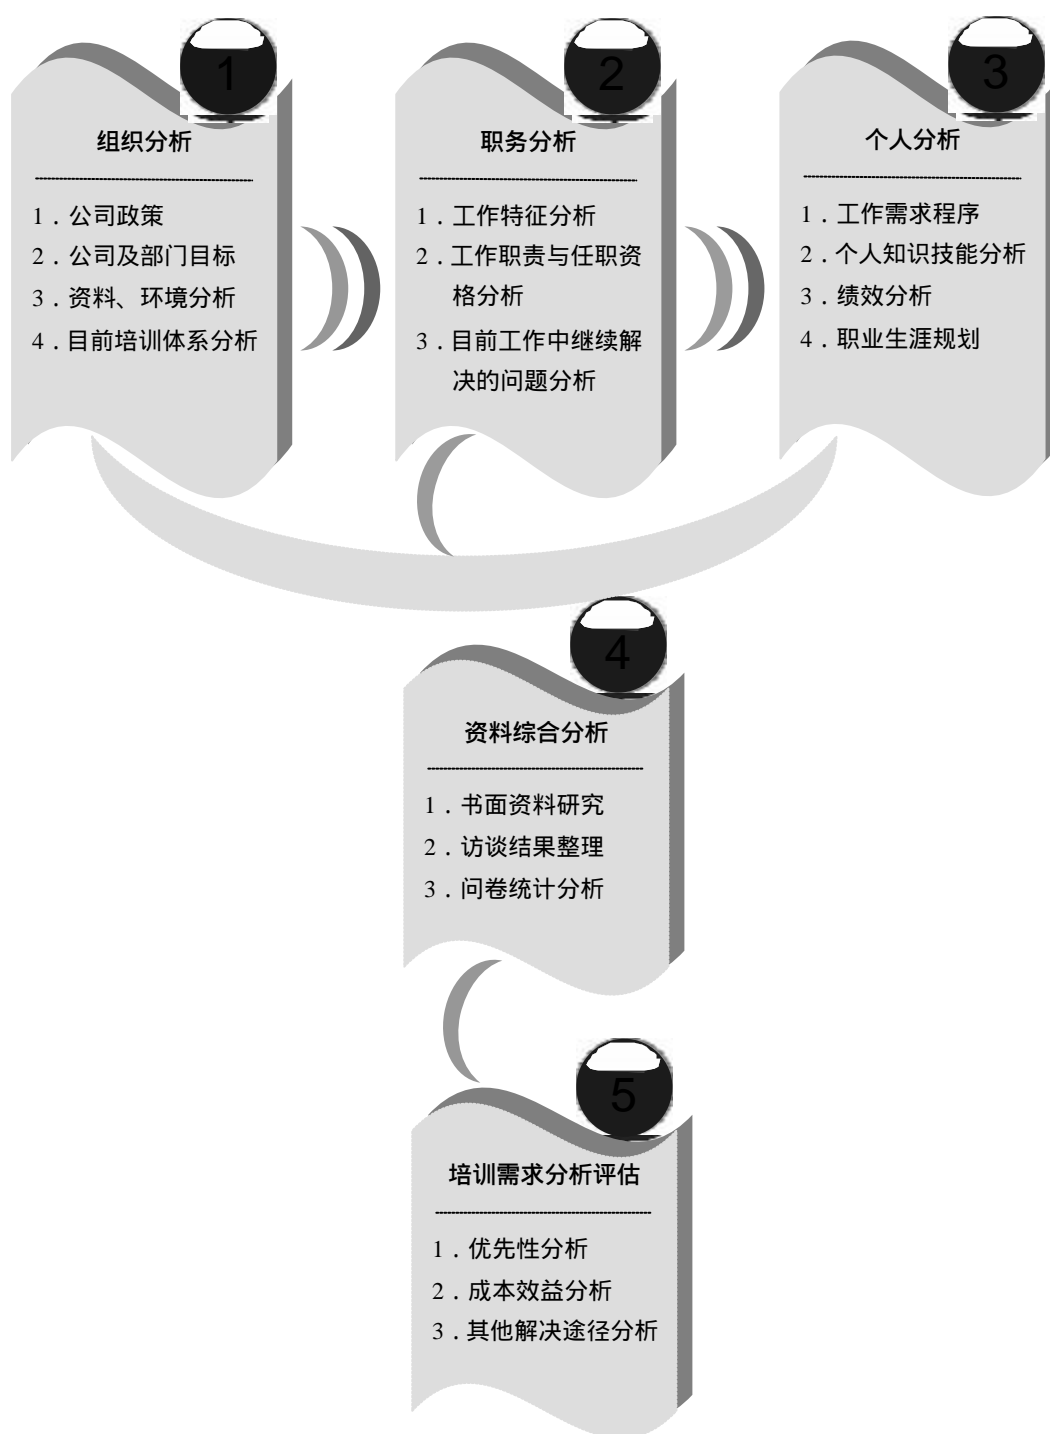 1
组织分析
1．公司政策
2．公司及部门目标
3．资料、环境分析
4．目前培训体系分析
2
职务分析
1．工作特征分析
2．工作职责与任职资
格分析
3．目前工作中继续解
决的问题分析
3
个人分析
1．工作需求程序
2．个人知识技能分析
3．绩效分析
4．职业生涯规划
4
资料综合分析
1．书面资料研究
2．访谈结果整理
3．问卷统计分析
5
培训需求分析评估
1．优先性分析
2．成本效益分析
3．其他解决途径分析